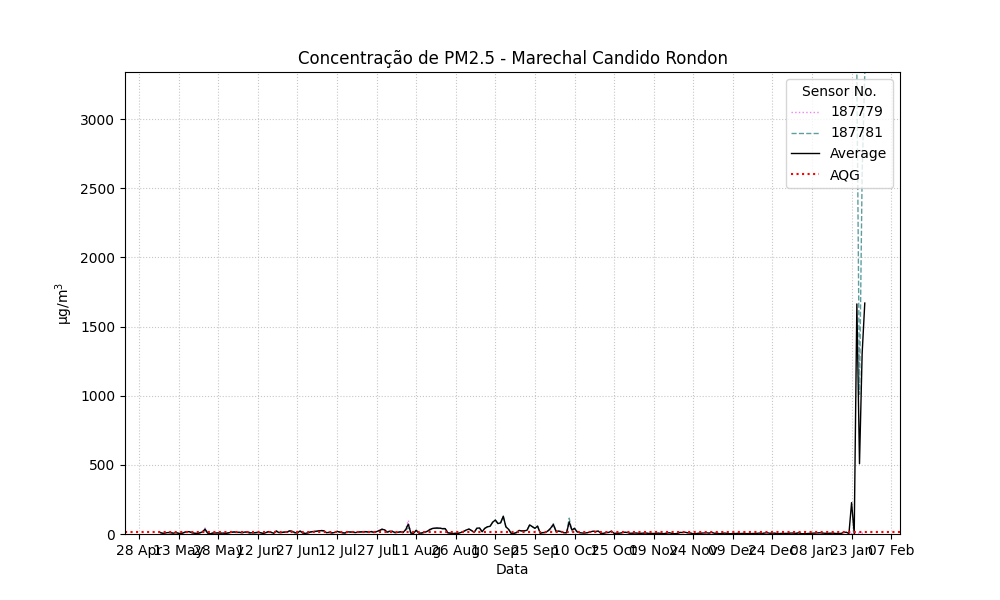 Concentração de PM2.5 - Marechal Candido Rondon
Sensor No.
187779
187781
Average
AQG
3000
2500
2000
1500
1000
500
0
µg/m³
28 Apr 13 May 28 May 12 Jun 27 Jun 12 Jul 27 Jul 11 Aug 26 Aug 10 Sep 25 Sep 10 Oct 25 Oct 09 Nov 24 Nov 09 Dec 24 Dec 08 Jan 23 Jan 07 Feb
Data